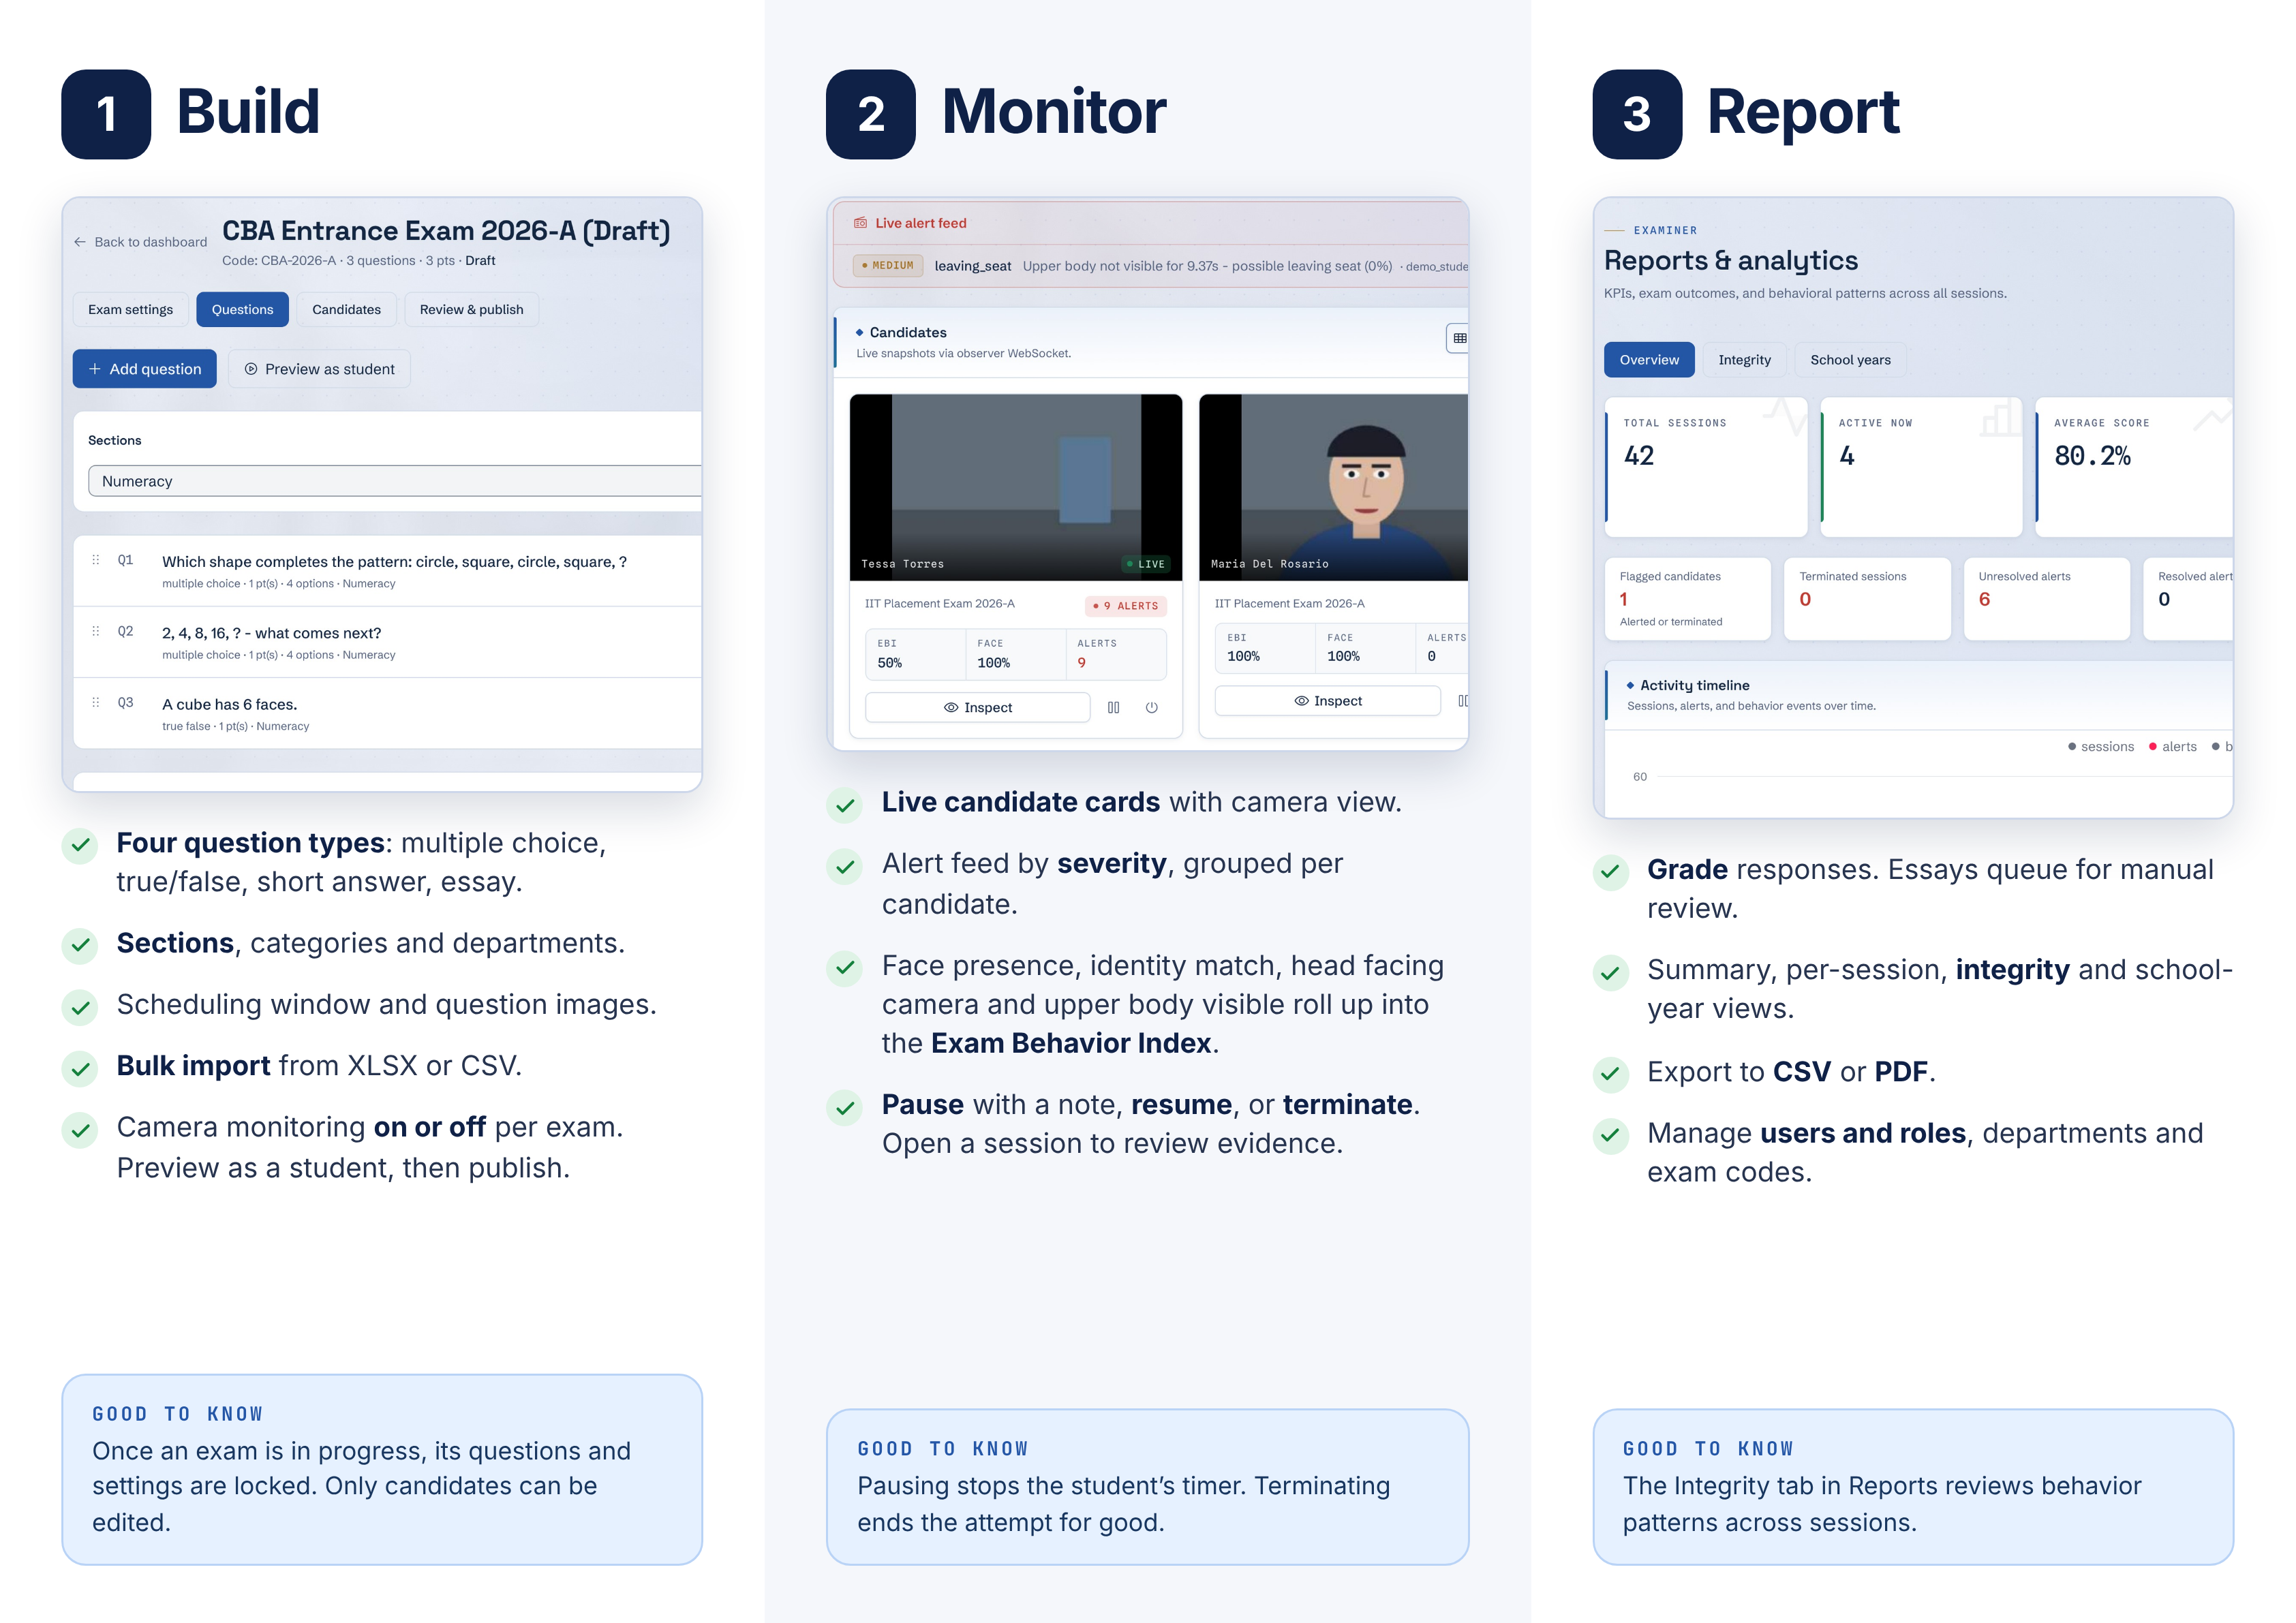 1 Build
← Back to dashboard
CBA Entrance Exam 2026-A (Draft)
Code: CBA-2026-A · 3 questions · 3 pts · Draft
Exam settings
Questions
Candidates
Review & publish
+ Add question
Preview as student
Sections
Numeracy
Q1 Which shape completes the pattern: circle, square, circle, square, ?
multiple choice · 1 pt(s) · 4 options · Numeracy
Q2 2, 4, 8, 16, ? - what comes next?
multiple choice · 1 pt(s) · 4 options · Numeracy
Q3 A cube has 6 faces.
true false · 1 pt(s) · Numeracy
Four question types: multiple choice,
true/false, short answer, essay.
Sections, categories and departments.
Scheduling window and question images.
Bulk import from XLSX or CSV.
Camera monitoring on or off per exam.
Preview as a student, then publish.
GOOD TO KNOW
Once an exam is in progress, its questions and
settings are locked. Only candidates can be
edited.
2 Monitor
Live alert feed
• MEDIUM leaving_seat Upper body not visible for 9.37s - possible leaving seat (0%) · demo_stude
Candidates
Live snapshots via observer WebSocket.
Tessa Torres
• LIVE
Maria Del Rosario
IIT Placement Exam 2026-A
• 9 ALERTS
IIT Placement Exam 2026-A
EBI FACE ALERTS
50% 100% 9
EBI FACE ALERTS
100% 100% 0
Inspect
Inspect
Live candidate cards with camera view.
Alert feed by severity, grouped per
candidate.
Face presence, identity match, head facing
camera and upper body visible roll up into
the Exam Behavior Index.
Pause with a note, resume, or terminate.
Open a session to review evidence.
GOOD TO KNOW
Pausing stops the student’s timer. Terminating
ends the attempt for good.
3 Report
EXAMINER
Reports & analytics
KPIs, exam outcomes, and behavioral patterns across all sessions.
Overview
Integrity
School years
TOTAL SESSIONS
42
ACTIVE NOW
4
AVERAGE SCORE
80.2%
Flagged candidates
1
Alerted or terminated
Terminated sessions
0
Unresolved alerts
6
Resolved alert
0
Activity timeline
Sessions, alerts, and behavior events over time.
• sessions • alerts • b
60
Grade responses. Essays queue for manual
review.
Summary, per-session, integrity and school-
year views.
Export to CSV or PDF.
Manage users and roles, departments and
exam codes.
GOOD TO KNOW
The Integrity tab in Reports reviews behavior
patterns across sessions.